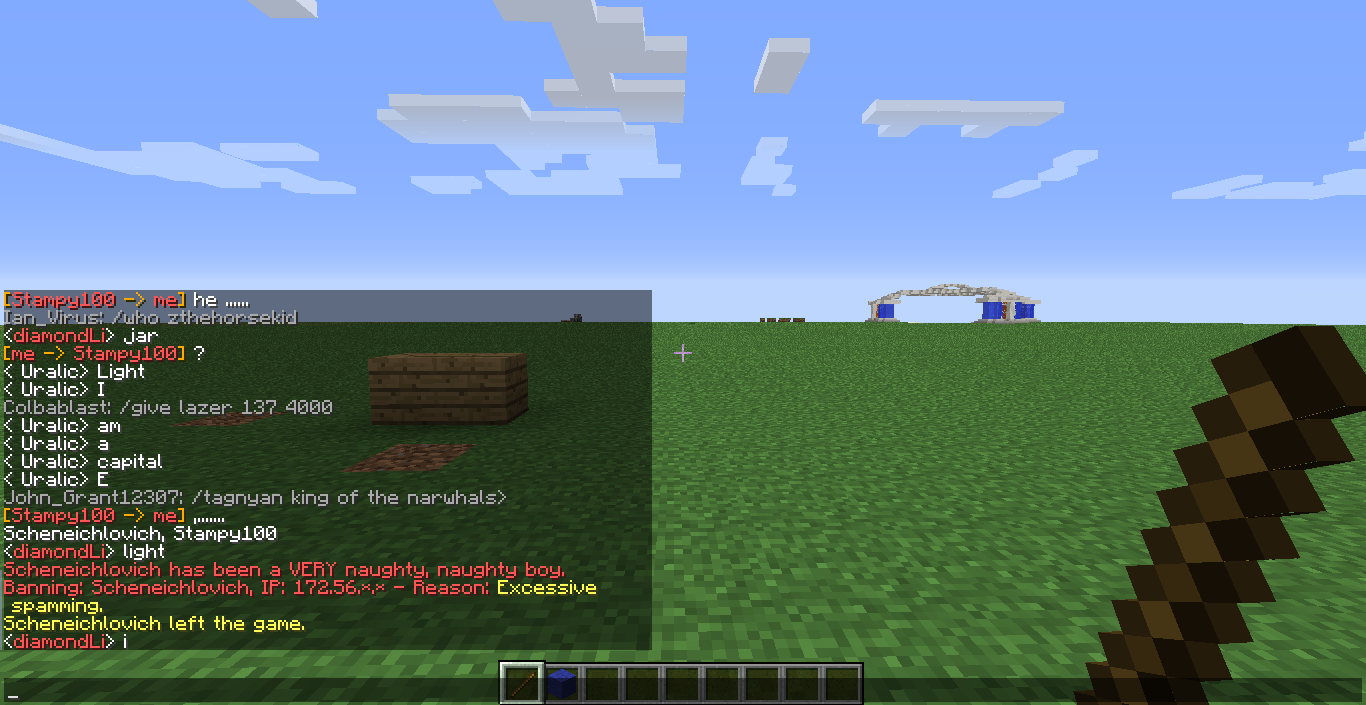 [Stampy100 -> me] he ......
Ian_Virus: /who zthehorsekid
<diamondLi> jar
[me -> Stampy100] ?
< Uralic> Light
< Uralic> I
Colbablast: /give lazer 137 4000
< Uralic> am
< Uralic> a
< Uralic> capital
< Uralic> E
John_Grant12307: /tagnyan king of the narwhals>
[Stampy100 -> me] ,.......
Scheneichlovich, Stampy100
<diamondLi> light
Scheneichlovich has been a VERY naughty, naughty boy.
Banning: Scheneichlovich, IP: 172.56.×.× - Reason: Excessive
spamming.
Scheneichlovich left the game.
<diamondLi> i
_